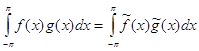 ∫_{-π}^{π} f(x)g(x)dx = ∫_{-π}^{π} f̃(x)g̃(x)dx